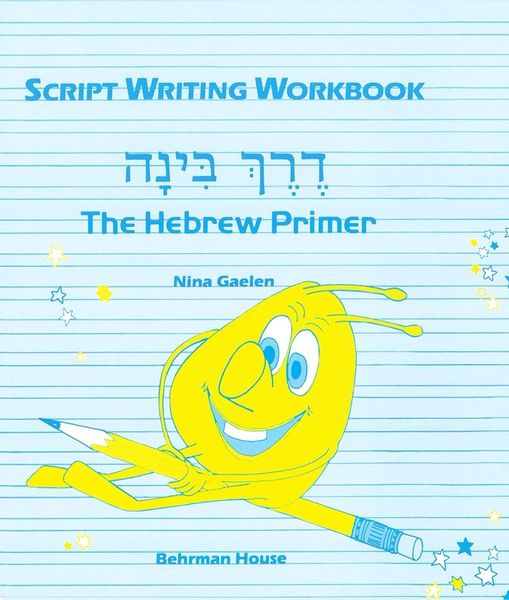 SCRIPT WRITING WORKBOOK
דֶרֶךְ בִּינָה
The Hebrew Primer
Nina Gaelen
Behrman House